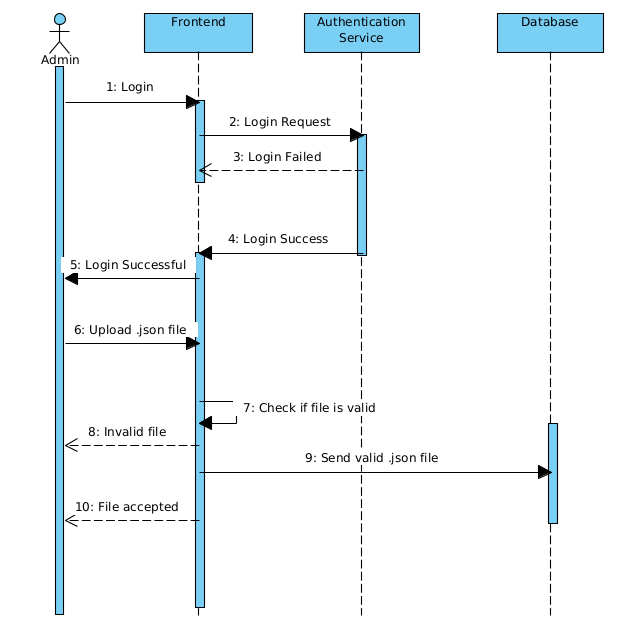 Frontend
Authentication
Service
Database
Admin
1: Login
2: Login Request
3: Login Failed
4: Login Success
5: Login Successful
6: Upload .json file
7: Check if file is valid
8: Invalid file
9: Send valid .json file
10: File accepted